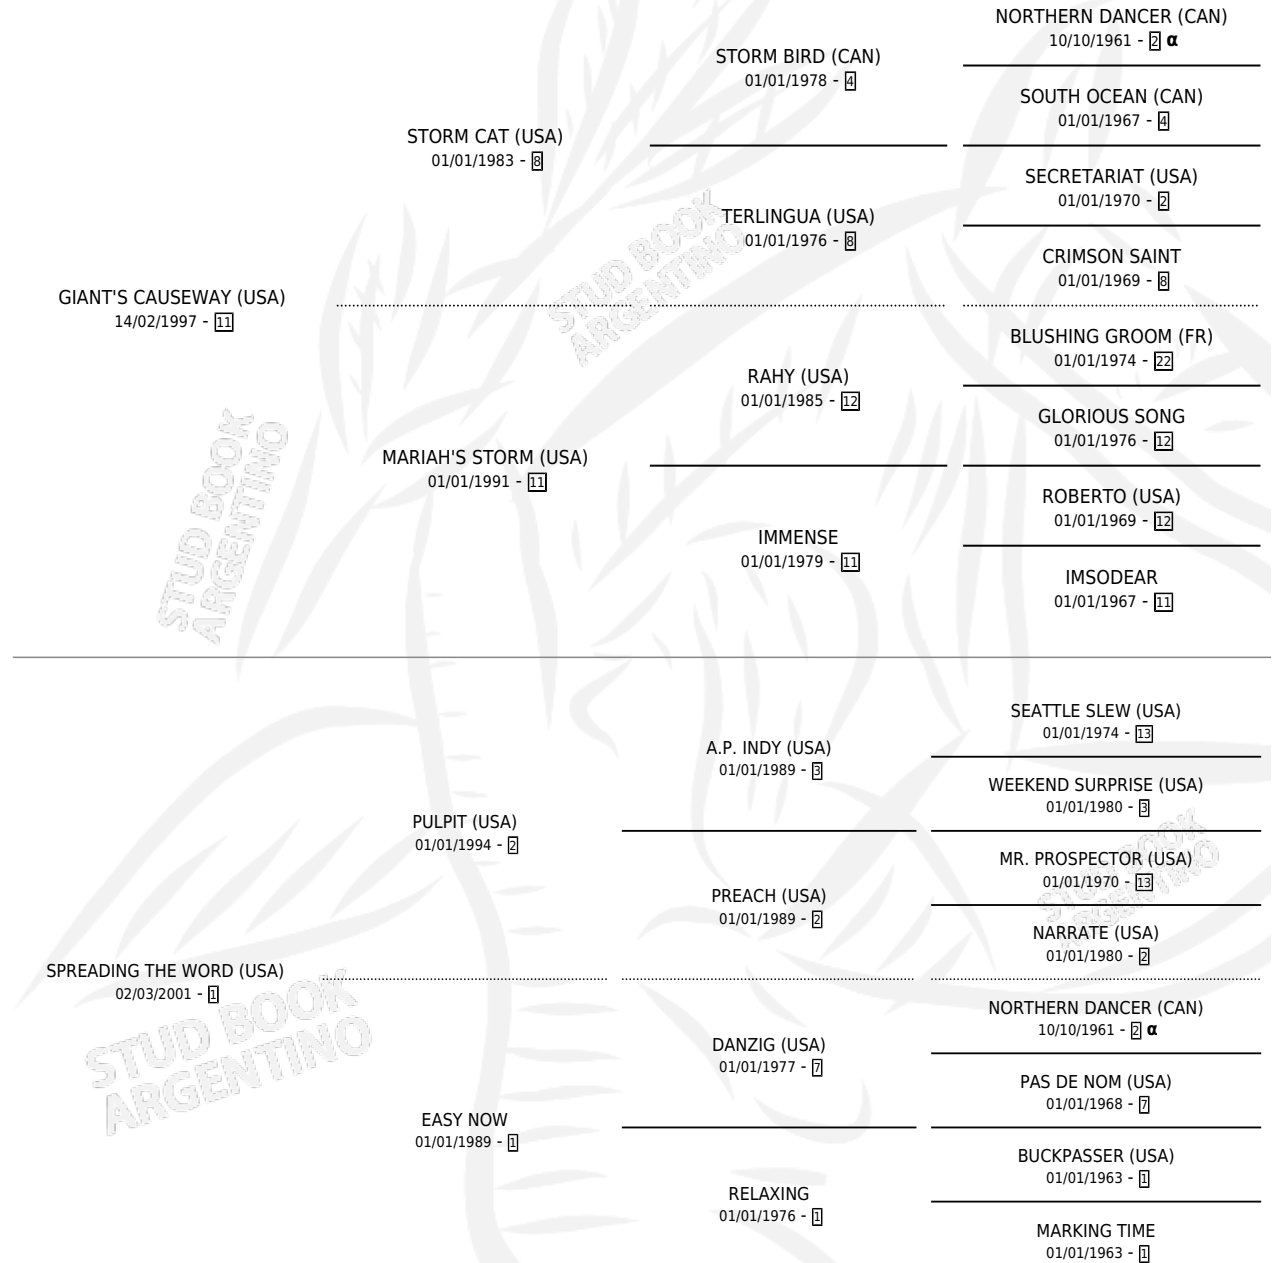 NORTHERN DANCER (CAN)
10/10/1961 - 2 α
STORM BIRD (CAN)
01/01/1978 - 4
SOUTH OCEAN (CAN)
01/01/1967 - 4
STORM CAT (USA)
01/01/1983 - 8
SECRETARIAT (USA)
01/01/1970 - 2
TERLINGUA (USA)
01/01/1976 - 8
CRIMSON SAINT
01/01/1969 - 8
GIANT'S CAUSEWAY (USA)
14/02/1997 - 11
BLUSHING GROOM (FR)
01/01/1974 - 22
RAHY (USA)
01/01/1985 - 12
GLORIOUS SONG
01/01/1976 - 12
MARIAH'S STORM (USA)
01/01/1991 - 11
ROBERTO (USA)
01/01/1969 - 12
IMMENSE
01/01/1979 - 11
IMSODEAR
01/01/1967 - 11
SEATTLE SLEW (USA)
01/01/1974 - 13
A.P. INDY (USA)
01/01/1989 - 3
WEEKEND SURPRISE (USA)
01/01/1980 - 3
PULPIT (USA)
01/01/1994 - 2
MR. PROSPECTOR (USA)
01/01/1970 - 13
PREACH (USA)
01/01/1989 - 2
NARRATE (USA)
01/01/1980 - 2
SPREADING THE WORD (USA)
02/03/2001 - 1
NORTHERN DANCER (CAN)
10/10/1961 - 2 α
DANZIG (USA)
01/01/1977 - 7
PAS DE NOM (USA)
01/01/1968 - 7
EASY NOW
01/01/1989 - 1
BUCKPASSER (USA)
01/01/1963 - 1
RELAXING
01/01/1976 - 1
MARKING TIME
01/01/1963 - 1
STUD BOOK
ARGENTINO
STUD BOOK
ARGENTINO
STUD BOOK
ARGENTINO
STUD BOOK
ARGENTINO